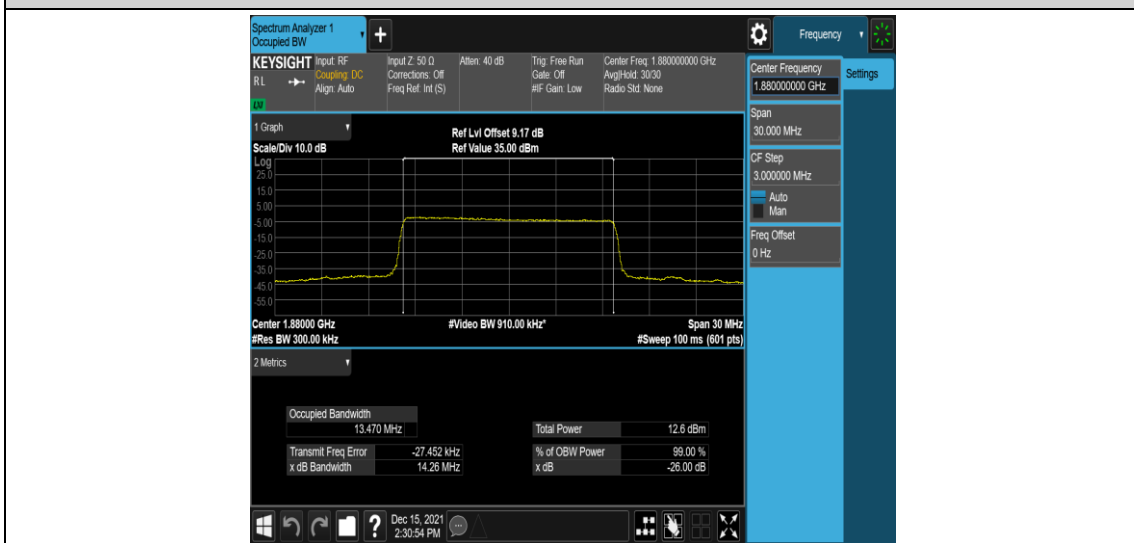 Spectrum Analyzer 1
Occupied BW
+
Frequency
KEYSIGHT
RL
Input: RF
Coupling: DC
Align: Auto
Input Z: 50 Ω
Corrections: Off
Freq Ref: Int (S)
Atten: 40 dB
Trig: Free Run
Gate: Off
#IF Gain: Low
Center Freq: 1.880000000 GHz
Avg|Hold: 30/30
Radio Std: None
LXI
Center Frequency
1.880000000 GHz
Settings
Span
30.000 MHz
CF Step
3.000000 MHz
Auto
Man
Freq Offset
0 Hz
1 Graph
Ref Lvl Offset 9.17 dB
Scale/Div 10.0 dB
Ref Value 35.00 dBm
Log
25.0
15.0
5.00
-5.00
-15.0
-25.0
-35.0
-45.0
-55.0
Center 1.88000 GHz
#Video BW 910.00 kHz*
Span 30 MHz
#Res BW 300.00 kHz
#Sweep 100 ms (601 pts)
2 Metrics
Occupied Bandwidth
13.470 MHz
Total Power 12.6 dBm
Transmit Freq Error -27.452 kHz
% of OBW Power 99.00 %
x dB Bandwidth 14.26 MHz
x dB -26.00 dB
?
Dec 15, 2021
2:30:54 PM